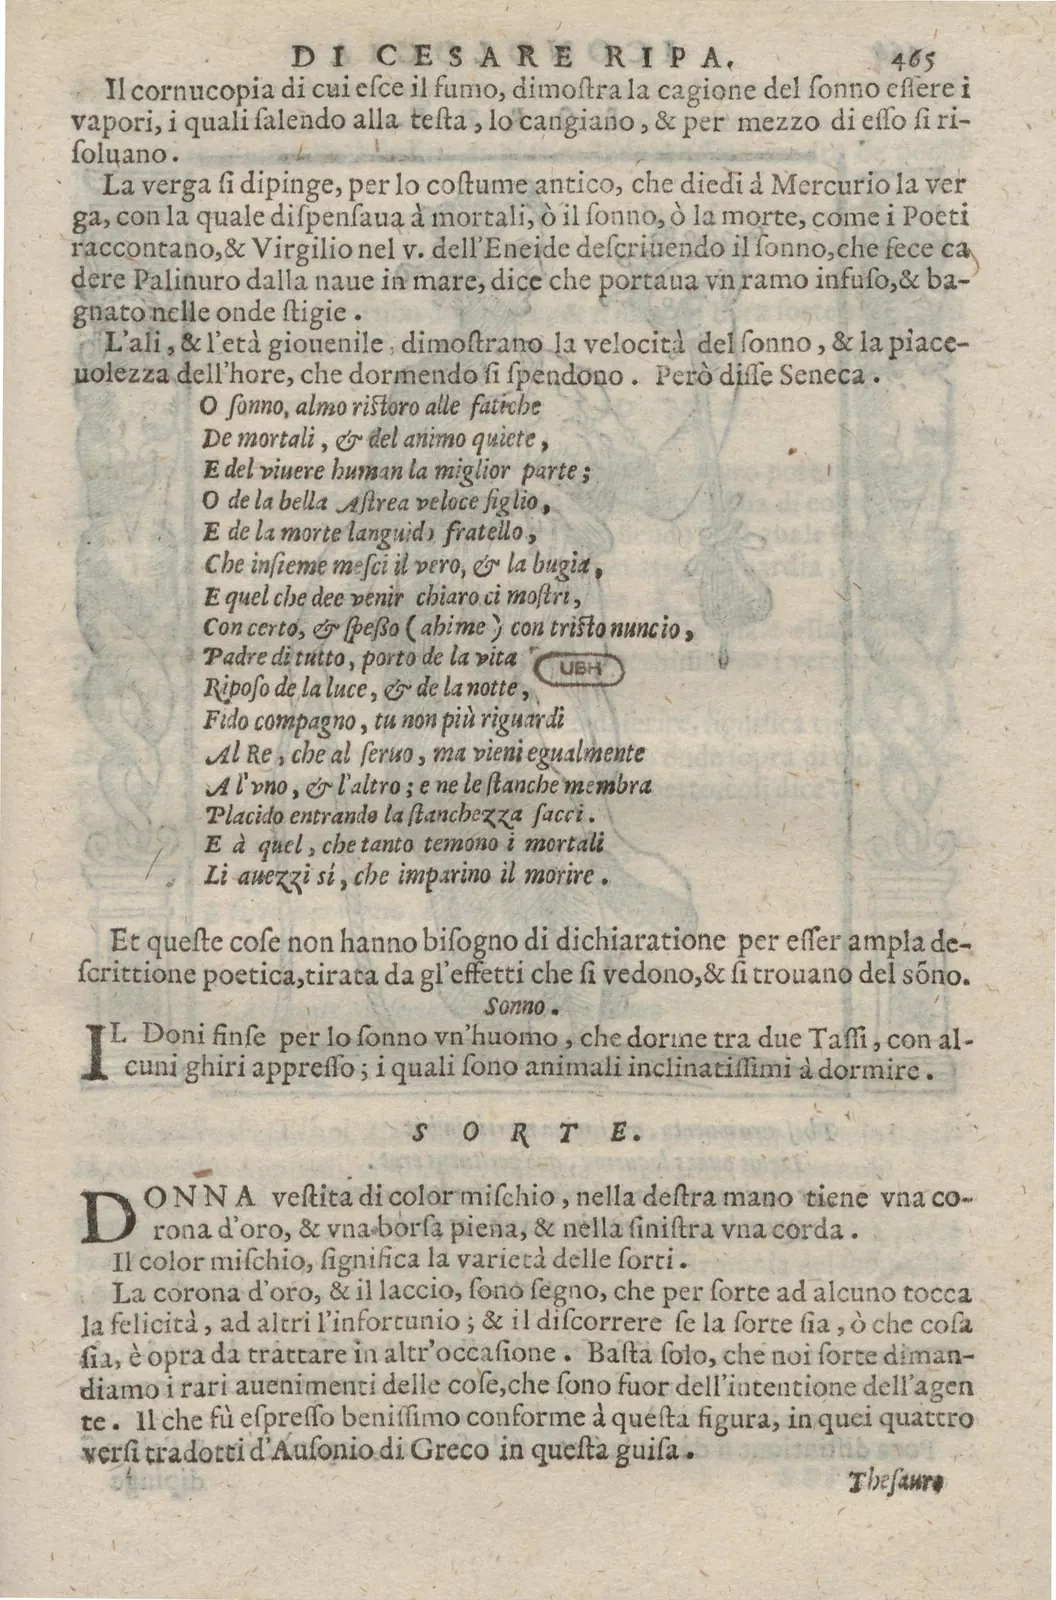 DI CESARE RIPA. 465
Il cornucopia di cui eſce il fumo, dimoſtra la cagione del ſonno eſſere i
vapori, i quali ſalendo alla teſta, lo cangiano, & per mezzo di eſſo ſi ri-
ſoluano.
La verga ſi dipinge, per lo coſtume antico, che diedi à Mercurio la ver
ga, con la quale diſpenſaua à mortali, ò il ſonno, ò la morte, come i Poeti
raccontano, & Virgilio nel v. dell'Eneide deſcriuendo il ſonno, che fece ca
dere Palinuro dalla naue in mare, dice che portaua vn ramo infuſo, & ba-
gnato nelle onde ſtigie.
L'ali, & l'età giouenile, dimoſtrano la velocità del ſonno, & la piace-
uolezza dell'hore, che dormendo ſi ſpendono. Però diſſe Seneca.
O ſonno, almo riſtoro alle fatiche
De mortali, & del animo quiete,
E del viuere human la miglior parte;
O de la bella Aſtrea veloce figlio,
E de la morte languido fratello,
Che inſieme meſci il vero, & la bugia,
E quel che dee venir chiaro ci moſtri,
Con certo, & ſpeßo (ahime) con triſto nuncio,
Padre di tutto, porto de la vita
UBH
Ripoſo de la luce, & de la notte,
Fido compagno, tu non più riguardi
Al Re, che al ſeruo, ma vieni egualmente
A l'vno, & l'altro; e ne le ſtanche membra
Placido entrando la ſtanchezza ſacci.
E à quel, che tanto temono i mortali
Li auezzi sí, che imparino il morire.
Et queſte coſe non hanno biſogno di dichiaratione per eſſer ampla de-
ſcrittione poetica, tirata da gl'effetti che ſi vedono, & ſi trouano del sõno.
Sonno.
IL Doni finſe per lo ſonno vn'huomo, che dorme tra due Taſſi, con al-
cuni ghiri appreſſo; i quali ſono animali inclinatiſſimi à dormire.
SORTE.
DONNA veſtita di color miſchio, nella deſtra mano tiene vna co-
rona d'oro, & vna borſa piena, & nella ſiniſtra vna corda.
Il color miſchio, ſignifica la varietà delle ſorti.
La corona d'oro, & il laccio, ſono ſegno, che per ſorte ad alcuno tocca
la felicità, ad altri l'infortunio; & il diſcorrere ſe la ſorte ſia, ò che coſa
ſia, è opra da trattare in altr'occaſione. Baſta ſolo, che noi ſorte diman-
diamo i rari auenimenti delle coſe, che ſono fuor dell'intentione dell'agen
te. Il che fù eſpreſſo beniſſimo conforme à queſta figura, in quei quattro
verſi tradotti d'Auſonio di Greco in queſta guiſa.
Theſauro